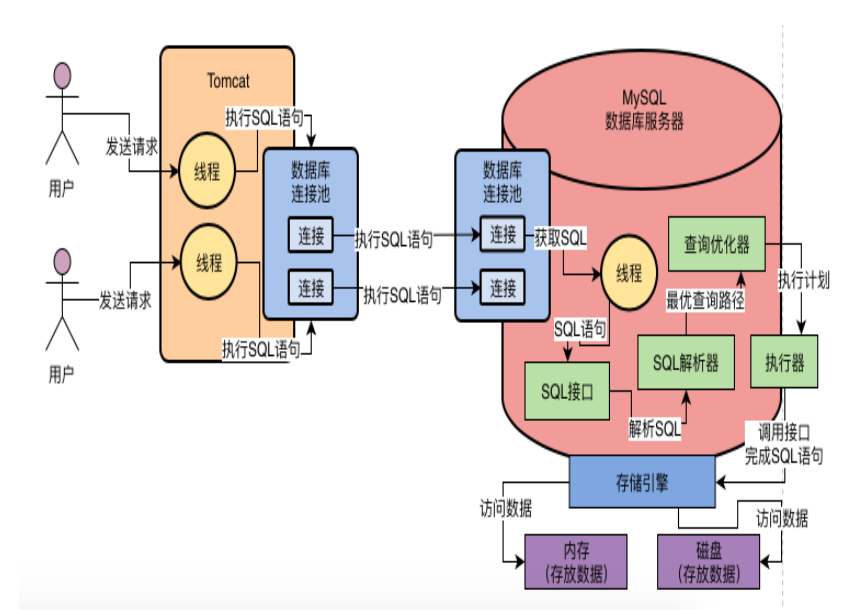 Tomcat
MySQL
数据库服务器
执行SQL语句
发送请求
线程
用户
数据库
连接池
数据库
连接池
连接
执行SQL语句
连接
获取SQL
查询优化器
线程
线程
执行计划
连接
执行SQL语句
连接
最优查询路径
发送请求
SQL语句
执行SQL语句
SQL解析器
执行器
用户
SQL接口
解析SQL
调用接口
完成SQL语句
存储引擎
访问数据
访问数据
内存
(存放数据)
磁盘
(存放数据)